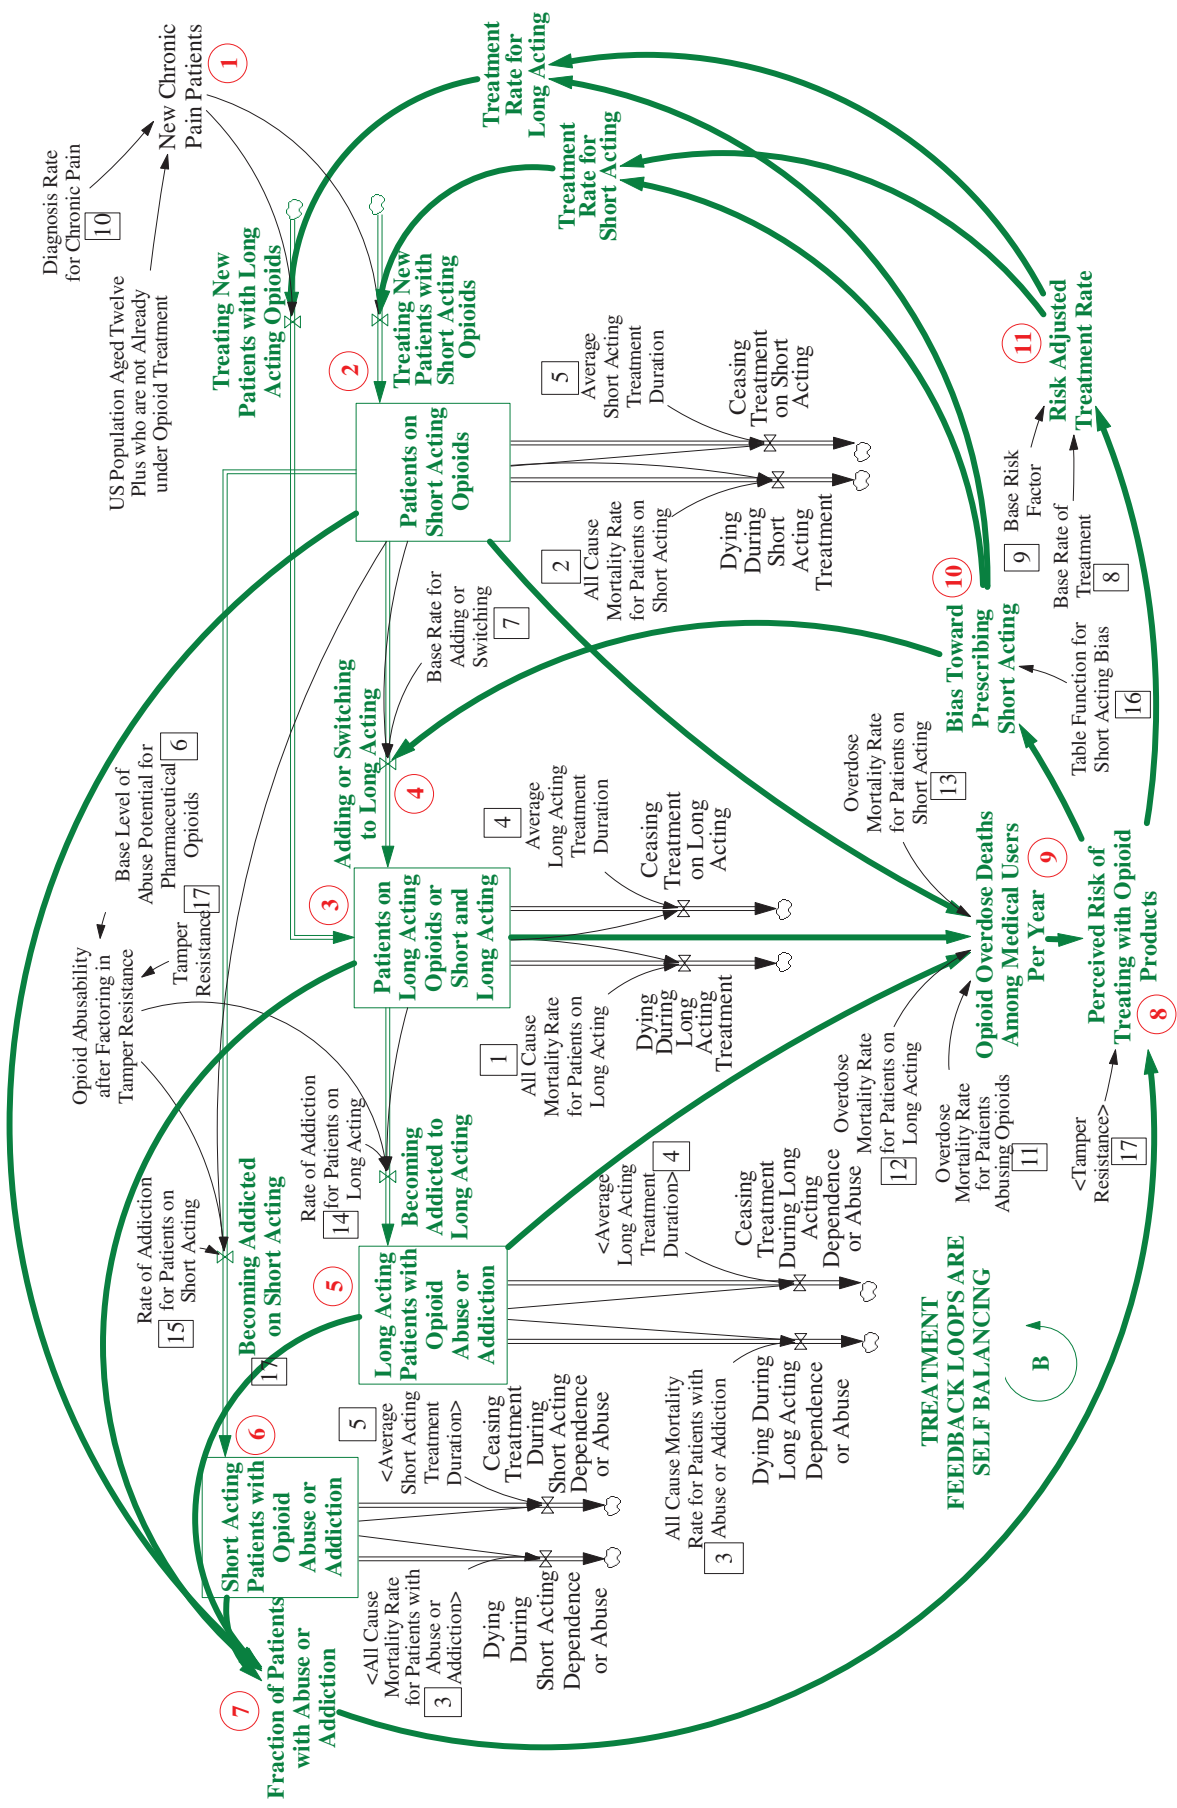 Fraction of Patients
with Abuse or
Addiction
7
Short Acting
Patients with
Opioid
Abuse or
Addiction
6
<All Cause
Mortality Rate
for Patients with
Abuse or
Addiction>
3
Dying
During
Short Acting
Dependence
or Abuse
<Average
Short Acting
Treatment
Duration>
5
Ceasing
Treatment
During
Short Acting
Dependence
or Abuse
Rate of Addiction
for Patients on
Short Acting
15
Becoming Addicted
on Short Acting
17
Long Acting
Patients with
Opioid
Abuse or
Addiction
5
All Cause Mortality
Rate for Patients with
Abuse or Addiction
3
Dying During
Long Acting
Dependence
or Abuse
<Average
Long Acting
Treatment
Duration>
4
Ceasing
Treatment
During Long
Acting
Dependence
or Abuse
Rate of Addiction
for Patients on
Long Acting
14
Becoming
Addicted to
Long Acting
Opioid Abusability
after Factoring in
Tamper Resistance
Tamper
Resistance
17
Base Level of
Abuse Potential for
Pharmaceutical
Opioids
6
Patients on
Long Acting
Opioids or
Short and
Long Acting
3
All Cause
Mortality Rate
for Patients on
Long Acting
1
Dying
During
Long
Acting
Treatment
Average
Long Acting
Treatment
Duration
4
Ceasing
Treatment
on Long
Acting
Adding or Switching
to Long Acting
4
Base Rate for
Adding or
Switching
7
Patients on
Short Acting
Opioids
2
All Cause
Mortality Rate
for Patients on
Short Acting
2
Dying
During
Short
Acting
Treatment
Average
Short Acting
Treatment
Duration
5
Ceasing
Treatment
on Short
Acting
Treating New
Patients with Long
Acting Opioids
Treating New
Patients with
Short Acting
Opioids
US Population Aged Twelve
Plus who are not Already
under Opioid Treatment
Diagnosis Rate
for Chronic Pain
10
New Chronic
Pain Patients
1
Treatment
Rate for
Long Acting
Treatment
Rate for
Short Acting
Overdose
Mortality Rate
for Patients
Abusing Opioids
11
Overdose
Mortality Rate
for Patients on
Long Acting
12
Overdose
Mortality Rate
for Patients on
Short Acting
13
Opioid Overdose Deaths
Among Medical Users
Per Year
9
<Tamper
Resistance>
17
Perceived Risk of
Treating with Opioid
Products
8
Bias Toward
Prescribing
Short Acting
10
Table Function for
Short Acting Bias
16
Base Risk
Factor
9
Base Rate of
Treatment
8
Risk Adjusted
Treatment Rate
11
TREATMENT
FEEDBACK LOOPS ARE
SELF BALANCING
B